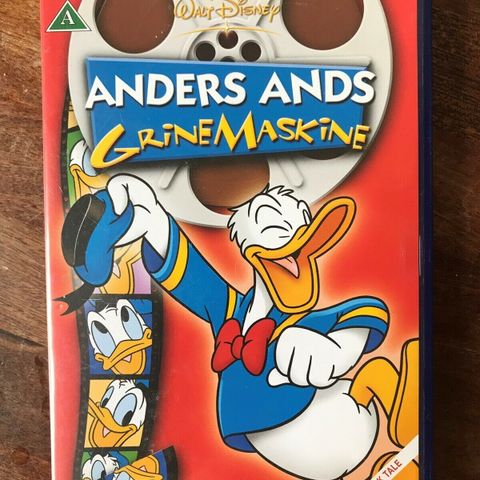 A
WALT DISNEY
ANDERS ANDS
GRINEMASKINE
K TALE